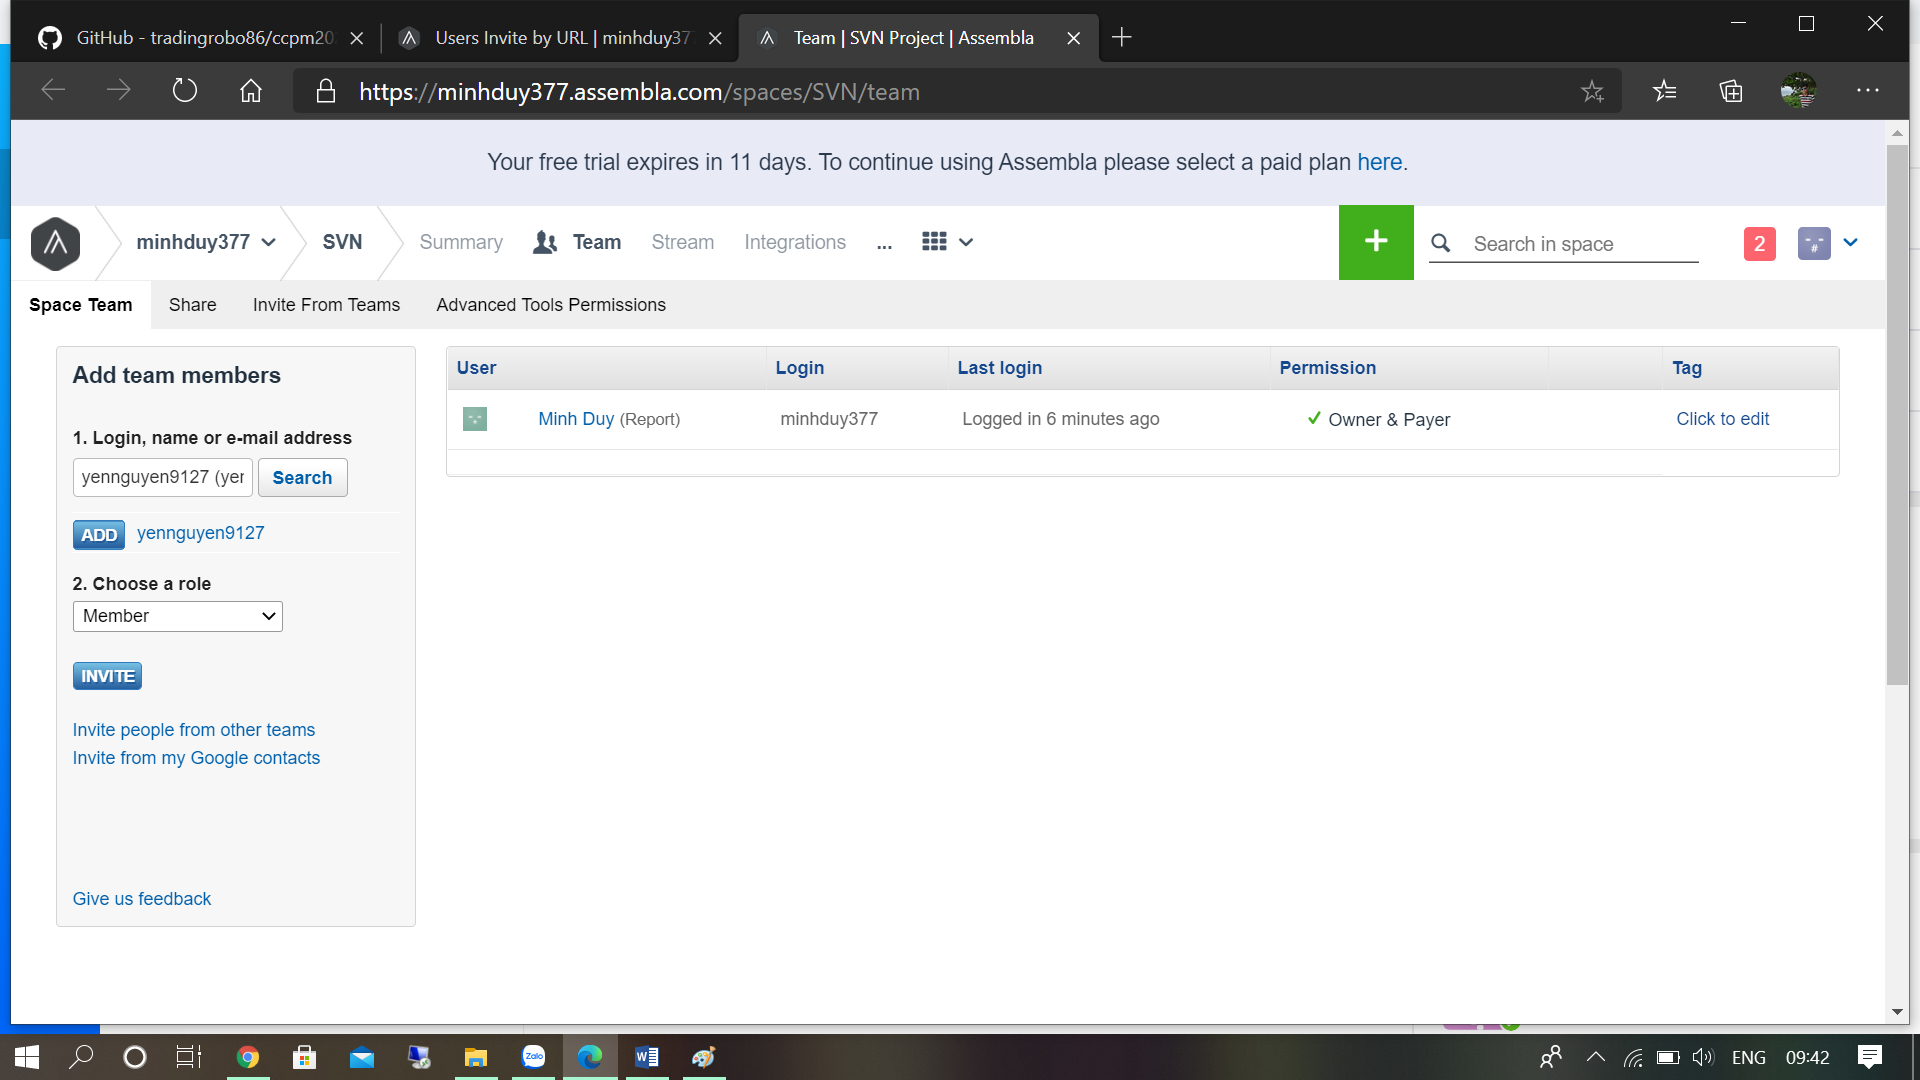 GitHub - tradingrobo86/ccpm20
Users Invite by URL | minhduy37
Team | SVN Project | Assembla
https://minhduy377.assembla.com/spaces/SVN/team
Your free trial expires in 11 days. To continue using Assembla please select a paid plan here.
minhduy377
SVN
Summary
Team
Stream
Integrations
...
Search in space
2
Space Team
Share
Invite From Teams
Advanced Tools Permissions
Add team members
1. Login, name or e-mail address
yennguyen9127 (yer
Search
ADD
yennguyen9127
2. Choose a role
Member
INVITE
Invite people from other teams
Invite from my Google contacts
Give us feedback
User
Login
Last login
Permission
Tag
Minh Duy (Report)
minhduy377
Logged in 6 minutes ago
Owner & Payer
Click to edit
Zalo
ENG
09:42